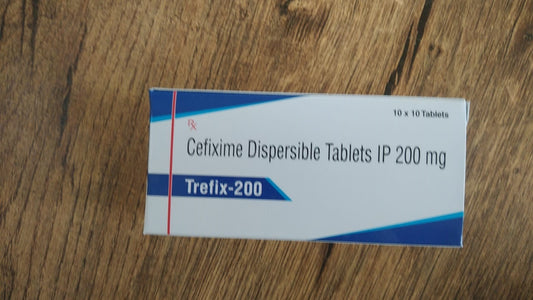 10 x 10 Tablets
Rx
Cefixime Dispersible Tablets IP 200 mg
Trefix-200